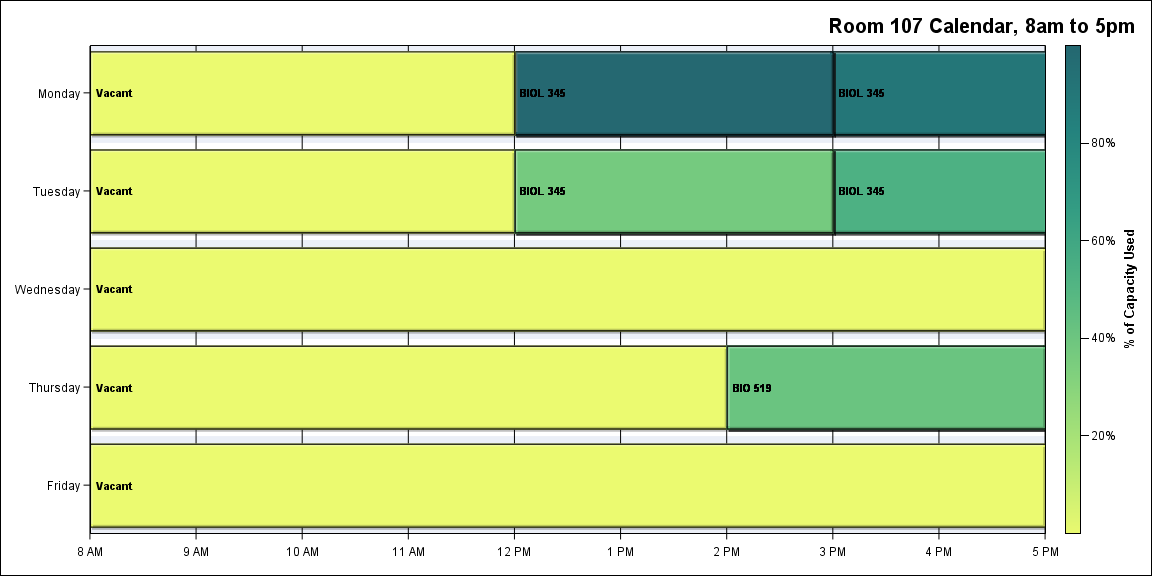 Room 107 Calendar, 8am to 5pm
Monday
Vacant
BIOL 345
BIOL 345
Tuesday
Vacant
BIOL 345
BIOL 345
Wednesday
Vacant
Thursday
Vacant
BIO 519
Friday
Vacant
8 AM
9 AM
10 AM
11 AM
12 PM
1 PM
2 PM
3 PM
4 PM
5 PM
80%
60%
40%
20%
% of Capacity Used